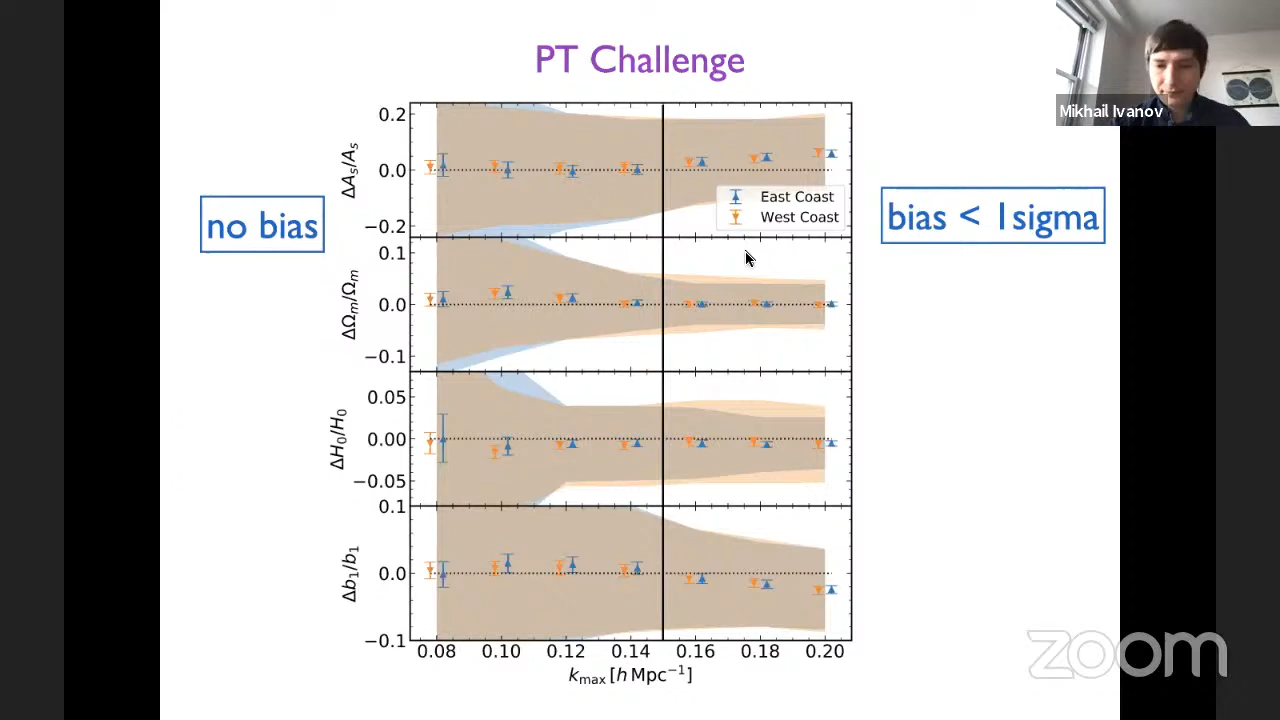 PT Challenge
Mikhail Ivanov
no bias
bias < 1sigma
East Coast
West Coast
ΔA_s/A_s
0.2
0.0
−0.2
ΔΩ_m/Ω_m
0.1
0.0
−0.1
ΔH_0/H_0
0.05
0.00
−0.05
Δb_1/b_1
0.1
0.0
−0.1
0.08 0.10 0.12 0.14 0.16 0.18 0.20
k_max [h Mpc⁻¹]
zoom